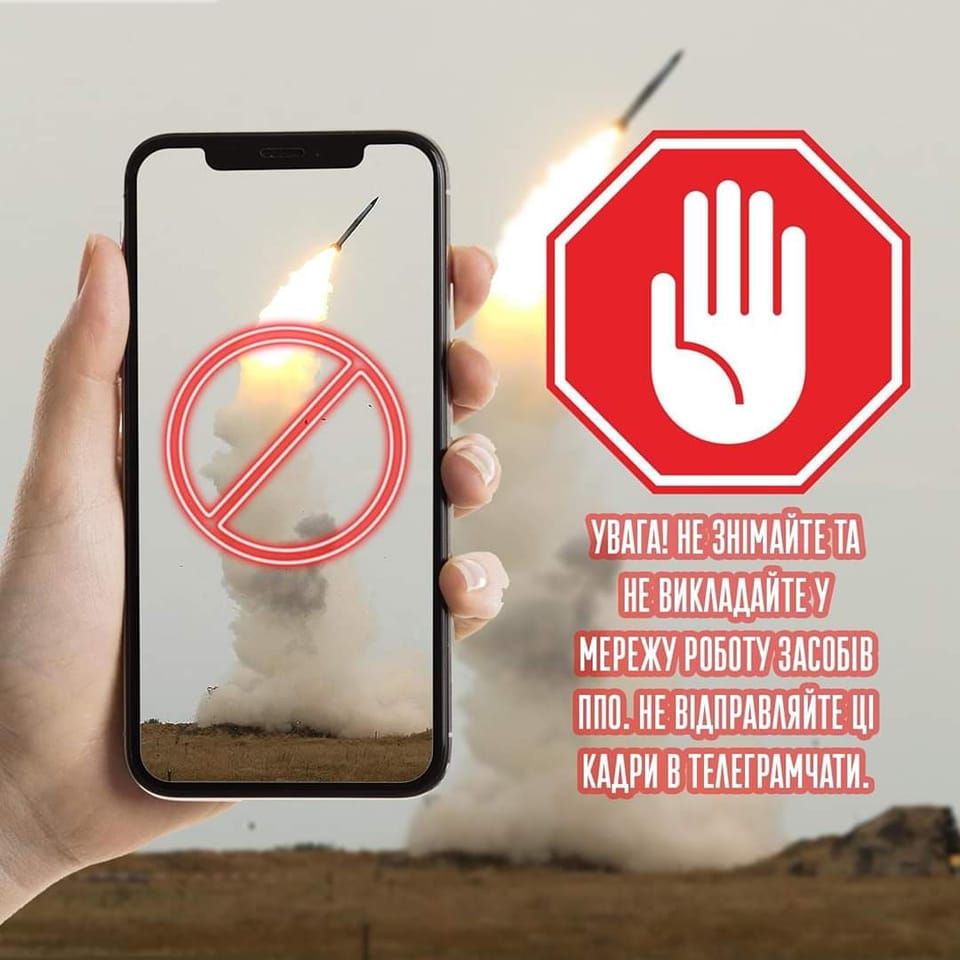 УВАГА! НЕ ЗНІМАЙТЕ ТА
НЕ ВИКЛАДАЙТЕ У
МЕРЕЖУ РОБОТУ ЗАСОБІВ
ППО. НЕ ВІДПРАВЛЯЙТЕ ЦІ
КАДРИ В ТЕЛЕГРАМЧАТИ.